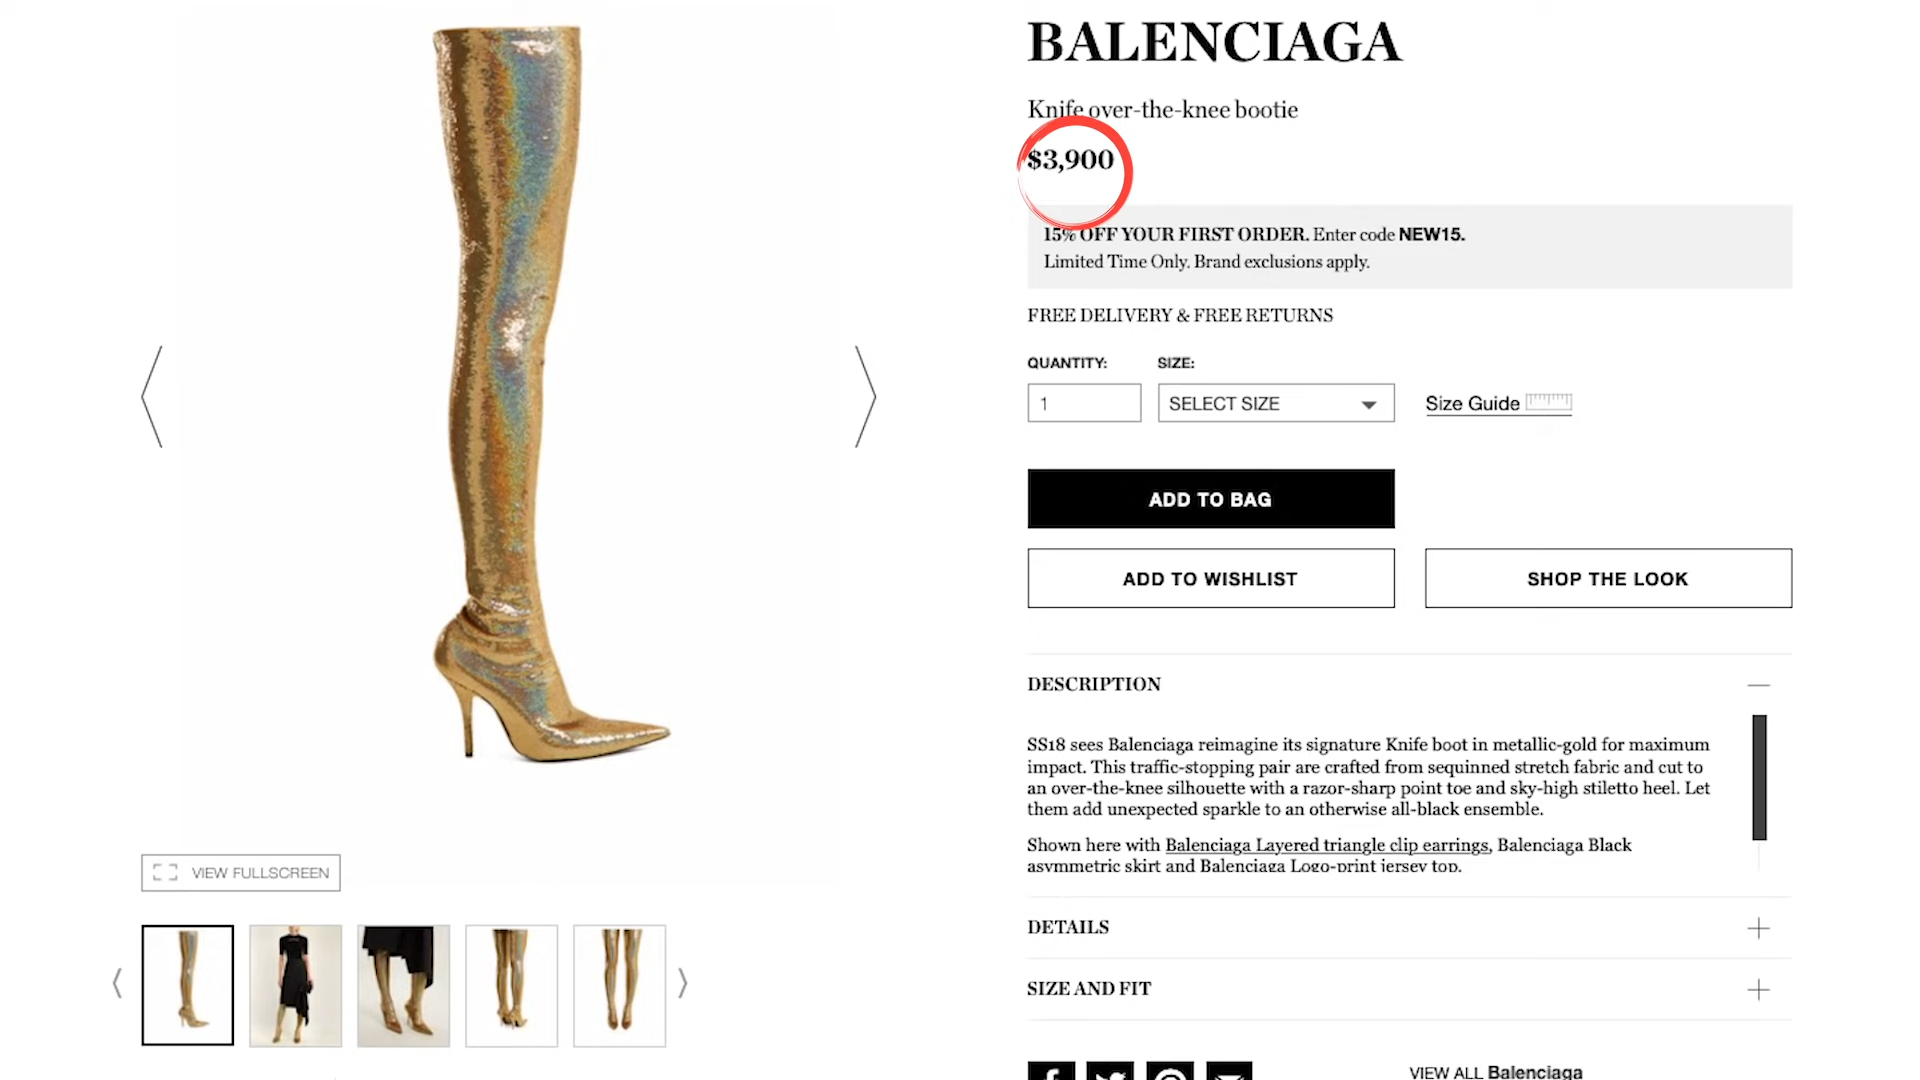 BALENCIAGA
Knife over-the-knee bootie
$3,900
15% OFF YOUR FIRST ORDER. Enter code NEW15.
Limited Time Only. Brand exclusions apply.
FREE DELIVERY & FREE RETURNS
QUANTITY: SIZE:
1 SELECT SIZE Size Guide
ADD TO BAG
ADD TO WISHLIST SHOP THE LOOK
DESCRIPTION
SS18 sees Balenciaga reimagine its signature Knife boot in metallic-gold for maximum
impact. This traffic-stopping pair are crafted from sequinned stretch fabric and cut to
an over-the-knee silhouette with a razor-sharp point toe and sky-high stiletto heel. Let
them add unexpected sparkle to an otherwise all-black ensemble.
Shown here with Balenciaga Layered triangle clip earrings, Balenciaga Black
asymmetric skirt and Balenciaga Logo-print jersey top.
VIEW FULLSCREEN
DETAILS
SIZE AND FIT
VIEW ALL Balenciaga